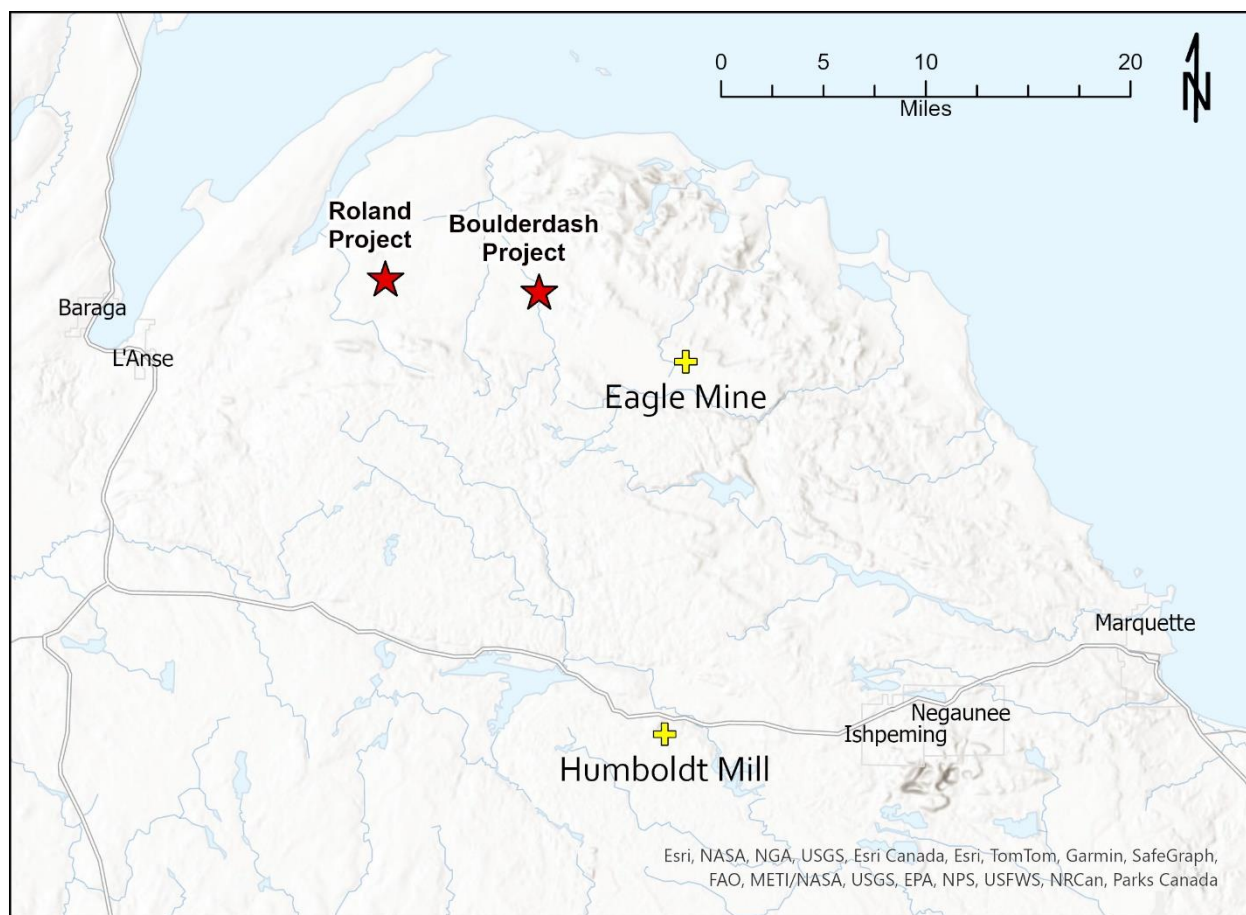 0 5 10 20
Miles
N
Roland
Project
Boulderdash
Project
Baraga
L'Anse
Eagle Mine
Marquette
Negaunee
Ishpeming
Humboldt Mill
Esri, NASA, NGA, USGS, Esri Canada, Esri, TomTom, Garmin, SafeGraph,
FAO, METI/NASA, USGS, EPA, NPS, USFWS, NRCan, Parks Canada